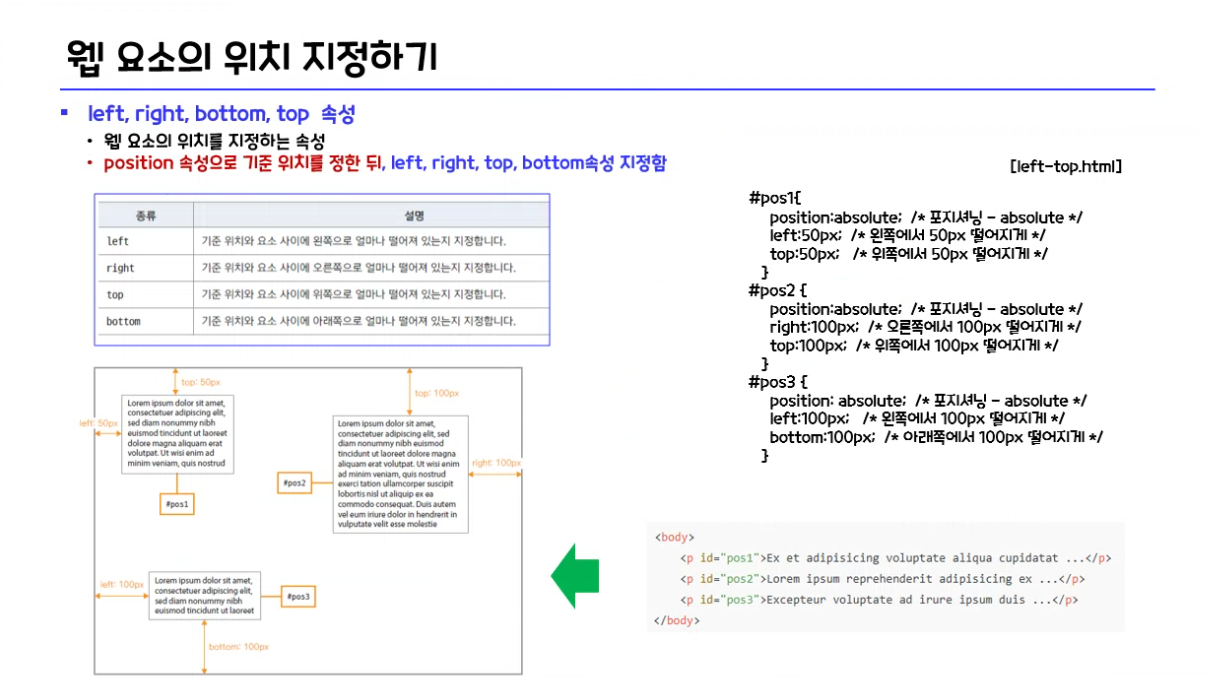 웹 요소의 위치 지정하기
▪ left, right, bottom, top 속성
• 웹 요소의 위치를 지정하는 속성
• position 속성으로 기준 위치를 정한 뒤, left, right, top, bottom속성 지정함
종류 설명
left 기준 위치와 요소 사이에 왼쪽으로 얼마나 떨어져 있는지 지정합니다.
right 기준 위치와 요소 사이에 오른쪽으로 얼마나 떨어져 있는지 지정합니다.
top 기준 위치와 요소 사이에 위쪽으로 얼마나 떨어져 있는지 지정합니다.
bottom 기준 위치와 요소 사이에 아래쪽으로 얼마나 떨어져 있는지 지정합니다.
top: 50px
left: 50px
Lorem ipsum dolor sit amet,
consectetuer adipiscing elit,
sed diam nonummy nibh
euismod tincidunt ut laoreet
dolore magna aliquam erat
volutpat. Ut wisi enim ad
minim veniam, quis nostrud
#pos1
top: 100px
right: 100px
Lorem ipsum dolor sit amet,
consectetuer adipiscing elit, sed
diam nonummy nibh euismod
tincidunt ut laoreet dolore magna
aliquam erat volutpat. Ut wisi enim
ad minim veniam, quis nostrud
exerci tation ullamcorper suscipit
lobortis nisl ut aliquip ex ea
commodo consequat. Duis autem
vel eum iriure dolor in hendrerit in
vulputate velit esse molestie
#pos2
left: 100px
Lorem ipsum dolor sit amet,
consectetuer adipiscing elit,
sed diam nonummy nibh
euismod tincidunt ut laoreet
#pos3
bottom: 100px
[left-top.html]
#pos1{
position:absolute; /* 포지셔닝 - absolute */
left:50px; /* 왼쪽에서 50px 떨어지게 */
top:50px; /* 위쪽에서 50px 떨어지게 */
}
#pos2 {
position:absolute; /* 포지셔닝 - absolute */
right:100px; /* 오른쪽에서 100px 떨어지게 */
top:100px; /* 위쪽에서 100px 떨어지게 */
}
#pos3 {
position: absolute; /* 포지셔닝 - absolute */
left:100px; /* 왼쪽에서 100px 떨어지게 */
bottom:100px; /* 아래쪽에서 100px 떨어지게 */
}
<body>
<p id="pos1">Ex et adipisicing voluptate aliqua cupidatat ...</p>
<p id="pos2">Lorem ipsum reprehenderit adipisicing ex ...</p>
<p id="pos3">Excepteur voluptate ad irure ipsum duis ...</p>
</body>